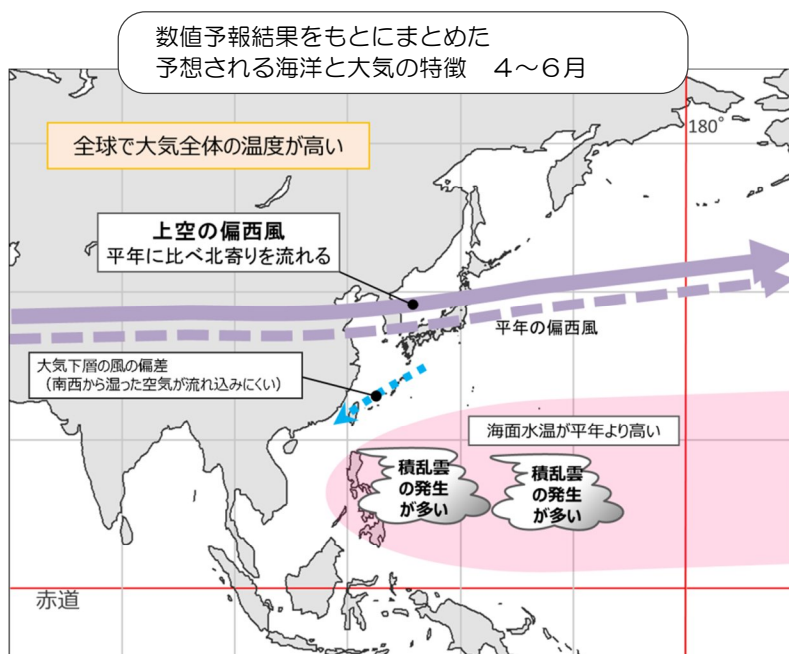 数値予報結果をもとにまとめた
予想される海洋と大気の特徴　４～６月
180°
全球で大気全体の温度が高い
上空の偏西風
平年に比べ北寄りを流れる
平年の偏西風
大気下層の風の偏差
（南西から湿った空気が流れ込みにくい）
海面水温が平年より高い
積乱雲
の発生
が多い
積乱雲
の発生
が多い
赤道